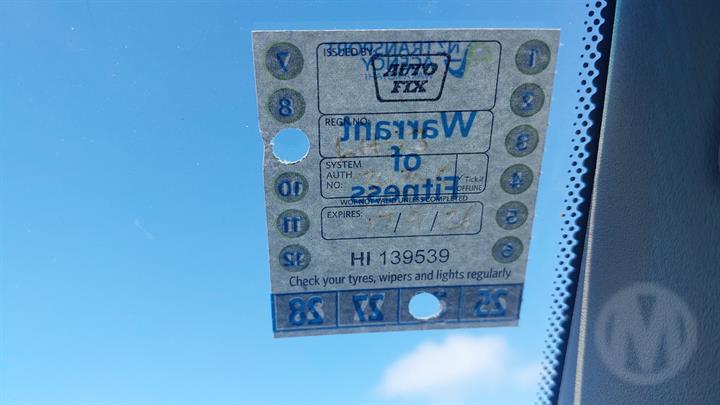 ISSUED BY:
NZ TRANSPORT
AGENCY
AUTO
FIX
7
1
8
2
REGN NO:
Warrant
3
of
SYSTEM
AUTH
NO:
Tick if
OFFLINE
Fitness
10
4
WOF NOT VALID UNLESS COMPLETED
11
EXPIRES:
5
12
6
HI 139539
Check your tyres, wipers and lights regularly
28 27 25
M